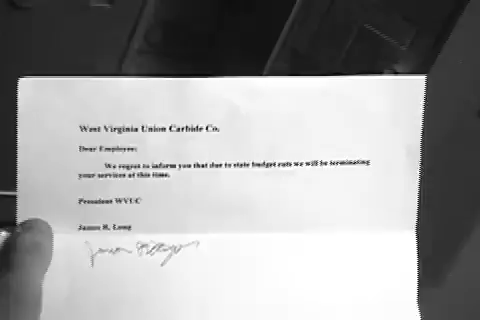 West Virginia Union Carbide Co.
Dear Employee:
We regret to inform you that due to state budget cuts we will be terminating
your services at this time.
President WVUC
James R. Long